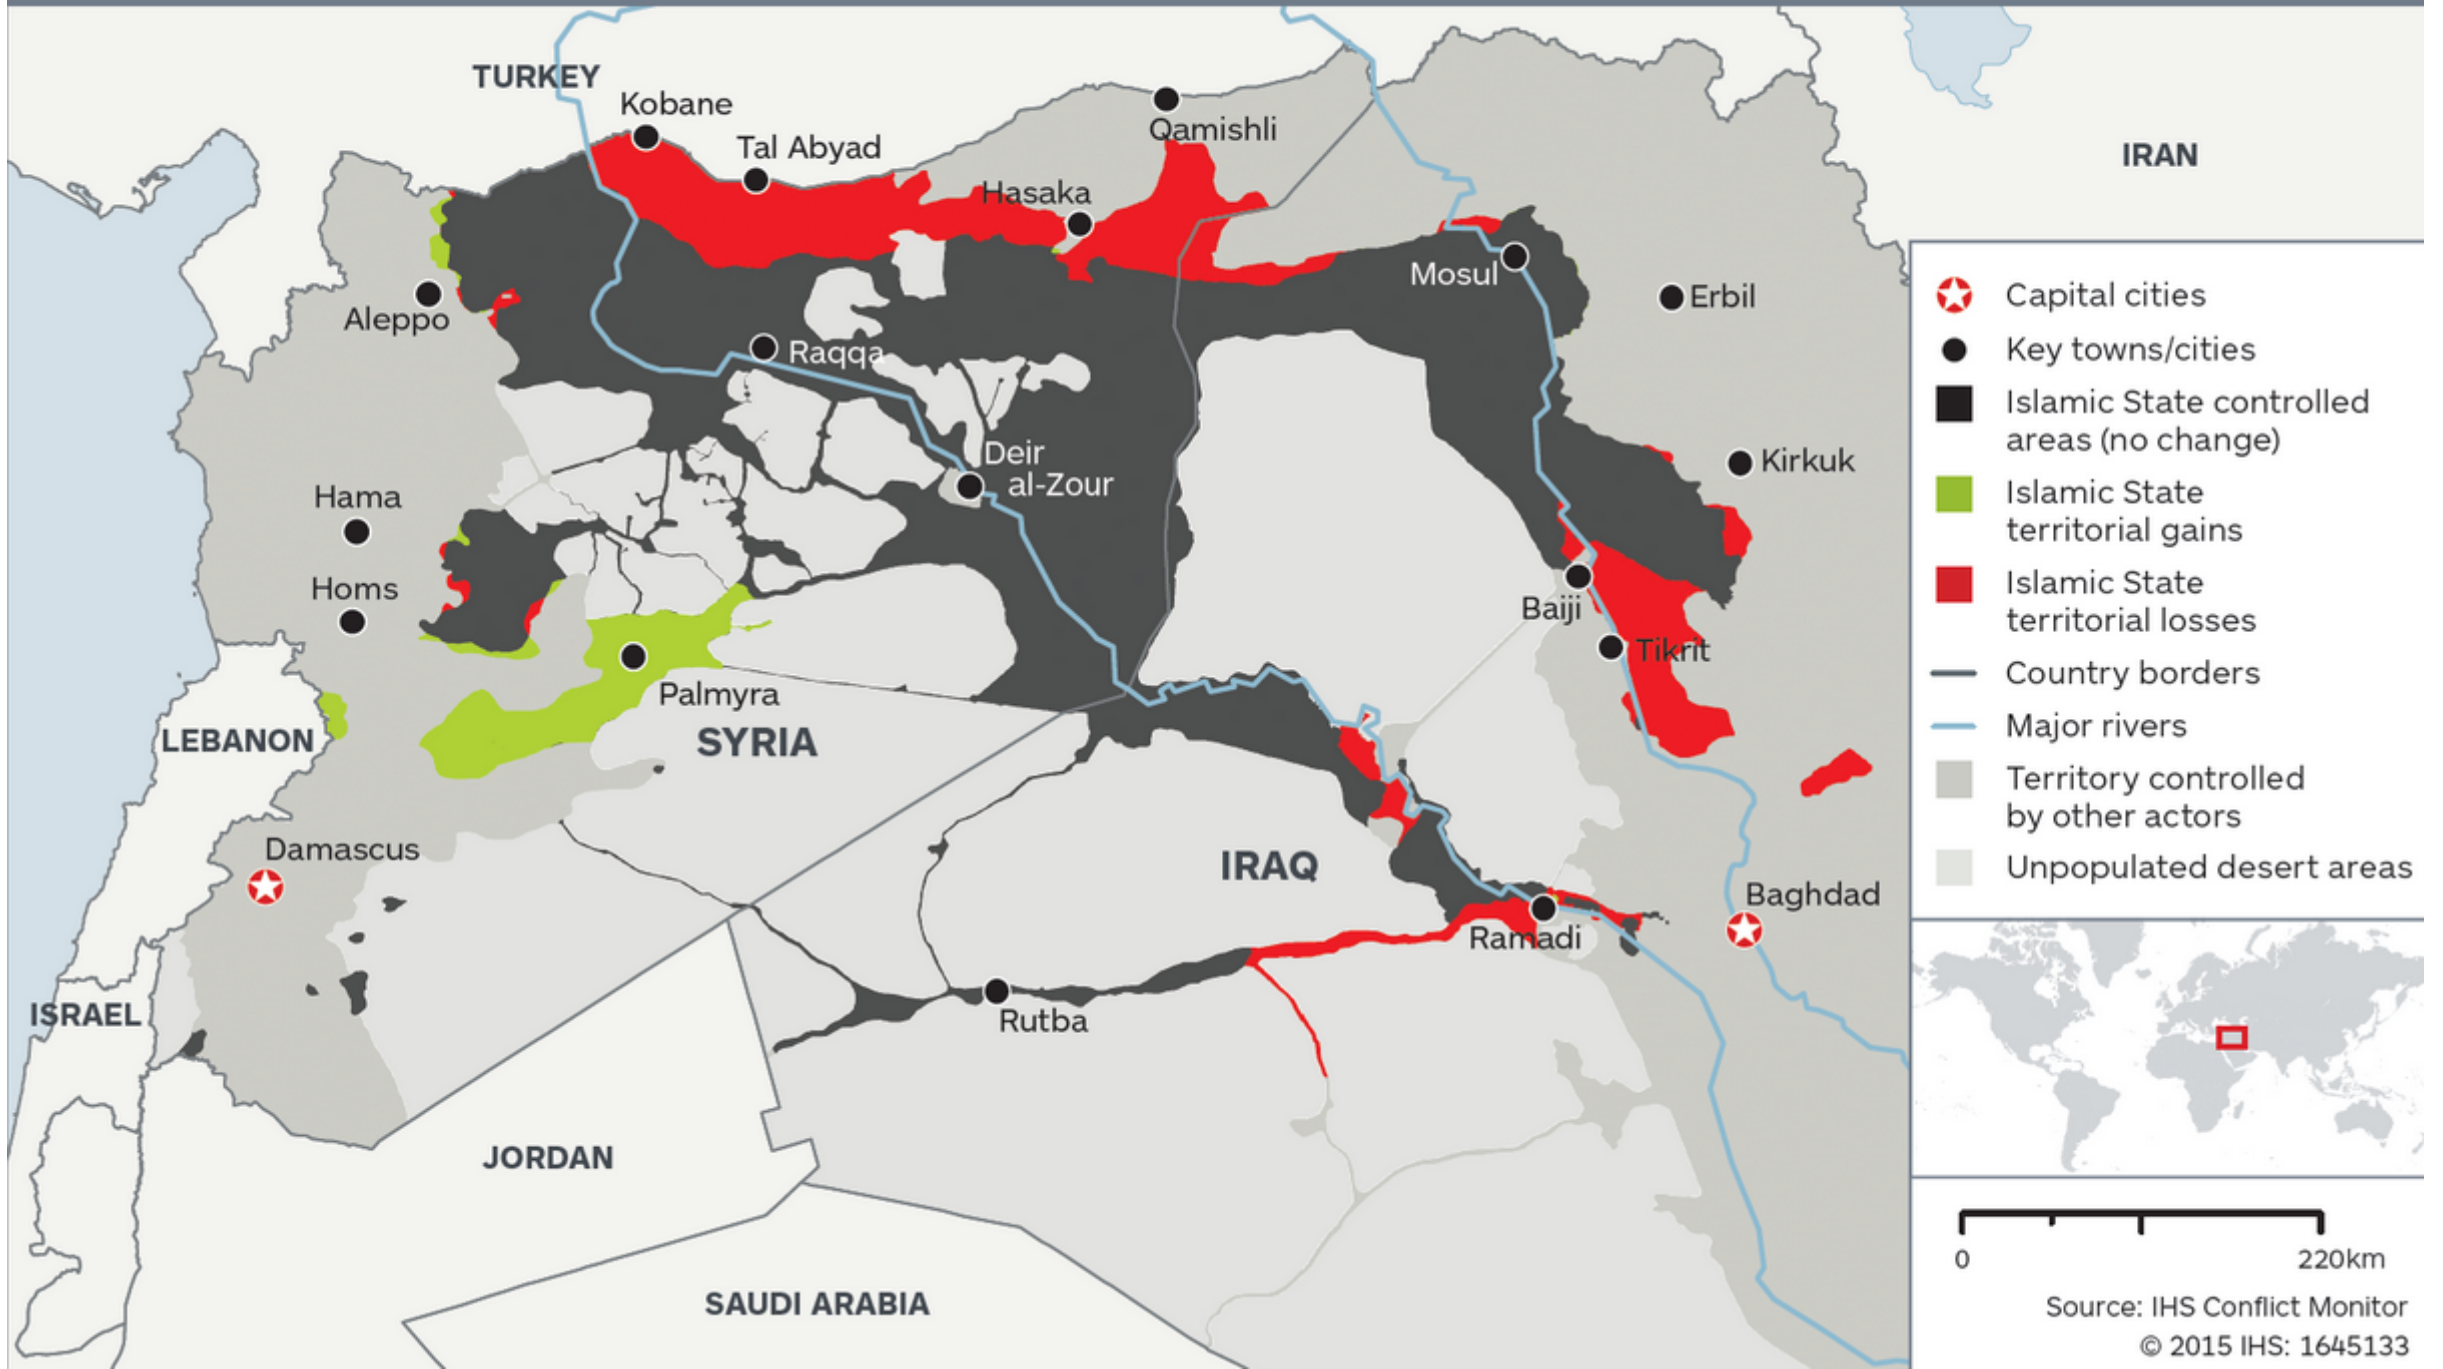 TURKEY
Kobane
Tal Abyad
Qamishli
Hasaka
IRAN
Mosul
Erbil
Aleppo
Raqqa
Deir
al-Zour
Kirkuk
Hama
Homs
Baiji
Tikrit
Palmyra
SYRIA
LEBANON
Damascus
IRAQ
Baghdad
Ramadi
ISRAEL
Rutba
JORDAN
SAUDI ARABIA
Capital cities
Key towns/cities
Islamic State controlled
areas (no change)
Islamic State
territorial gains
Islamic State
territorial losses
Country borders
Major rivers
Territory controlled
by other actors
Unpopulated desert areas
0
220km
Source: IHS Conflict Monitor
© 2015 IHS: 1645133